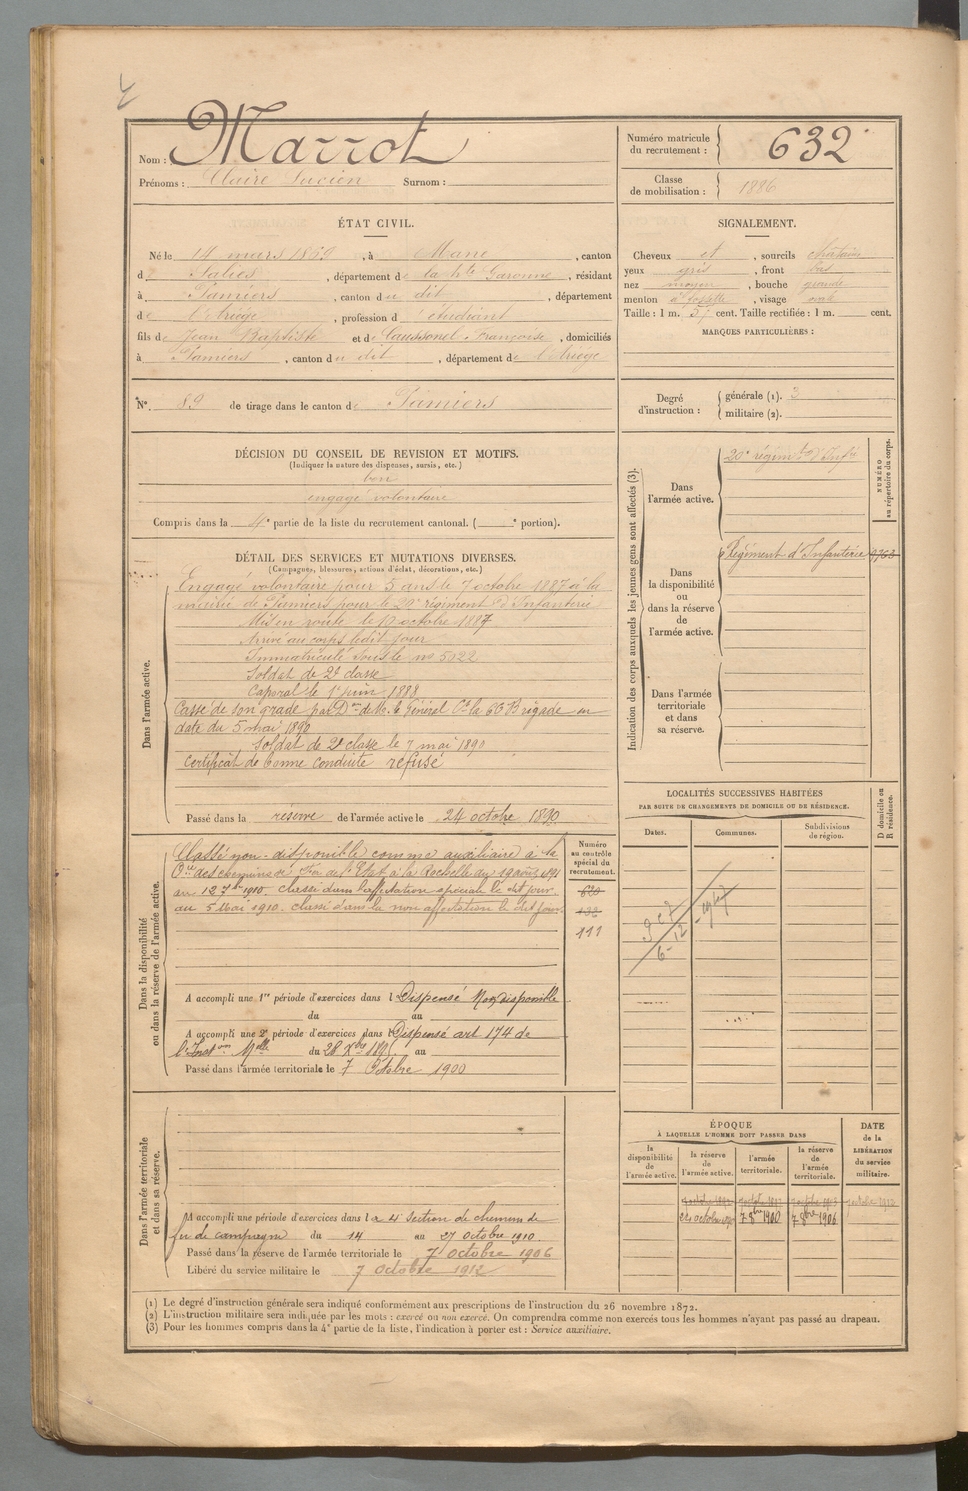 Nom : Marrot
Prénoms : Claire Lucien Surnom :
Numéro matricule du recrutement : 632
Classe de mobilisation : 1886
ÉTAT CIVIL.
Né le 14 mars 1869, à Mane, canton
de Salies, département de la hte Garonne, résidant
à Pamiers, canton du dit, département
de l'Ariège, profession d'étudiant
fils de Jean Baptiste et de Caussonel Françoise, domiciliés
à Pamiers, canton du dit, département de l'Ariège
N° 89 de tirage dans le canton de Pamiers
SIGNALEMENT.
Cheveux et, sourcils châtains
yeux gris, front bas
nez moyen, bouche grande
menton à fossette, visage ovale
Taille : 1 m. 57 cent. Taille rectifiée : 1 m. cent.
MARQUES PARTICULIÈRES :
Degré d'instruction : générale (1). 3
militaire (2).
DÉCISION DU CONSEIL DE REVISION ET MOTIFS.
(Indiquer la nature des dispenses, sursis, etc.)
bon
engagé volontaire
Compris dans la 4e partie de la liste du recrutement cantonal. ( e portion).
DÉTAIL DES SERVICES ET MUTATIONS DIVERSES.
(Campagnes, blessures, actions d'éclat, décorations, etc.)
Dans l'armée active.
Engagé volontaire pour 5 ans le 7 octobre 1887 à la
mairie de Pamiers pour le 20e régiment d'Infanterie
Mis en route le 10 octobre 1887
Arrivé au corps ledit jour
Immatriculé sous le no 5022
Soldat de 2e classe
Caporal le 1er juin 1888
Cassé de son grade par Don de M. le Général Ct la 66 Brigade en
date du 5 mai 1890
Soldat de 2e classe le 7 mai 1890
Certificat de bonne conduite refusé
Passé dans la réserve de l'armée active le 24 octobre 1890
Indication des corps auxquels les jeunes gens sont affectés (3).
NUMÉRO au répertoire du corps.
Dans l'armée active.
20e régiment d'Infie
Dans la disponibilité ou dans la réserve de l'armée active.
Régiment d'Infanterie
Dans l'armée territoriale et dans sa réserve.
Dans la disponibilité ou dans la réserve de l'armée active.
Numéro au contrôle spécial du recrutement.
Classé non-disponible comme auxiliaire à la
Cie des chemins de Fer de l'Etat à la Rochelle du 19 août 1891
au 12 7bre 1910. Classé dans l'affectation spéciale le dit jour
au 5 Mai 1910. Classé dans la non affectation le dit jour.
111
A accompli une 1re période d'exercices dans l Dispensé Non disponible
du au
A accompli une 2e période d'exercices dans l Dispensé art 174 de
l'Inston Melle du 28 Xbre 189 au
Passé dans l'armée territoriale le 7 Octobre 1900
LOCALITÉS SUCCESSIVES HABITÉES
PAR SUITE DE CHANGEMENTS DE DOMICILE OU DE RÉSIDENCE.
Dates. Communes. Subdivisions de région.
D domicile ou R résidence.
Dans l'armée territoriale et dans sa réserve.
A accompli une période d'exercices dans la 4e section de chemins de
fer de campagne du 14 au 27 octobre 1910
Passé dans la réserve de l'armée territoriale le 7 octobre 1906
Libéré du service militaire le 7 Octobre 1912
ÉPOQUE
À LAQUELLE L'HOMME DOIT PASSER DANS
la disponibilité de l'armée active.
la réserve de l'armée active.
l'armée territoriale.
la réserve de l'armée territoriale.
DATE de la LIBÉRATION du service militaire.
7 8bre 1900
7 8bre 1906
(1) Le degré d'instruction générale sera indiqué conformément aux prescriptions de l'instruction du 26 novembre 1872.
(2) L'instruction militaire sera indiquée par les mots : exercé ou non exercé. On comprendra comme non exercés tous les hommes n'ayant pas passé au drapeau.
(3) Pour les hommes compris dans la 4e partie de la liste, l'indication à porter est : Service auxiliaire.